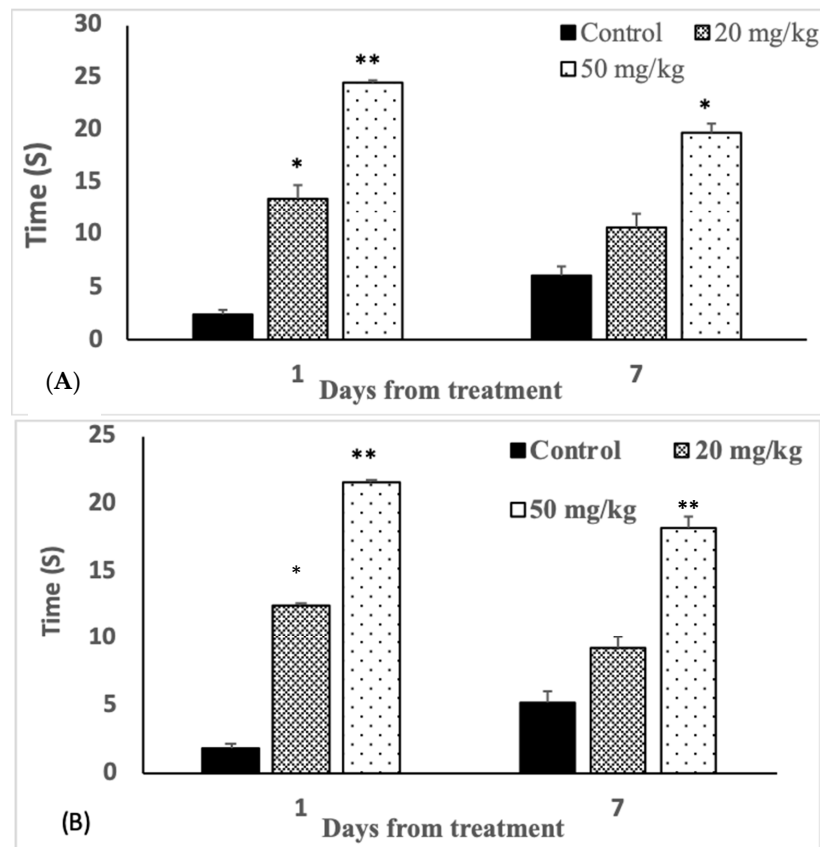 30
25
20
15
10
5
0
Time (S)
Control 20 mg/kg
50 mg/kg
**
*
*
1 7
Days from treatment
(A)
25
20
15
10
5
0
Time (S)
Control 20 mg/kg
50 mg/kg
**
*
**
1 7
Days from treatment
(B)